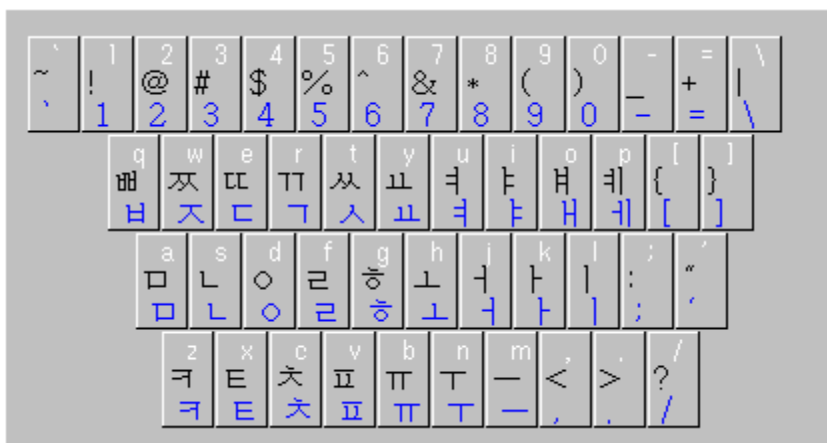 ` 1 2 3 4 5 6 7 8 9 0 - = \
~ ! @ # $ % ^ & * ( ) _ + |
` 1 2 3 4 5 6 7 8 9 0 - = \
q w e r t y u i o p [ ]
ㅃ ㅉ ㄸ ㄲ ㅆ ㅛ ㅕ ㅑ ㅒ ㅖ { }
ㅂ ㅈ ㄷ ㄱ ㅅ ㅛ ㅕ ㅑ ㅐ ㅔ [ ]
a s d f g h j k l ; '
ㅁ ㄴ ㅇ ㄹ ㅎ ㅗ ㅓ ㅏ ㅣ : "
ㅁ ㄴ ㅇ ㄹ ㅎ ㅗ ㅓ ㅏ ㅣ ; '
z x c v b n m , . /
ㅋ ㅌ ㅊ ㅍ ㅠ ㅜ ㅡ < > ?
ㅋ ㅌ ㅊ ㅍ ㅠ ㅜ ㅡ , . /